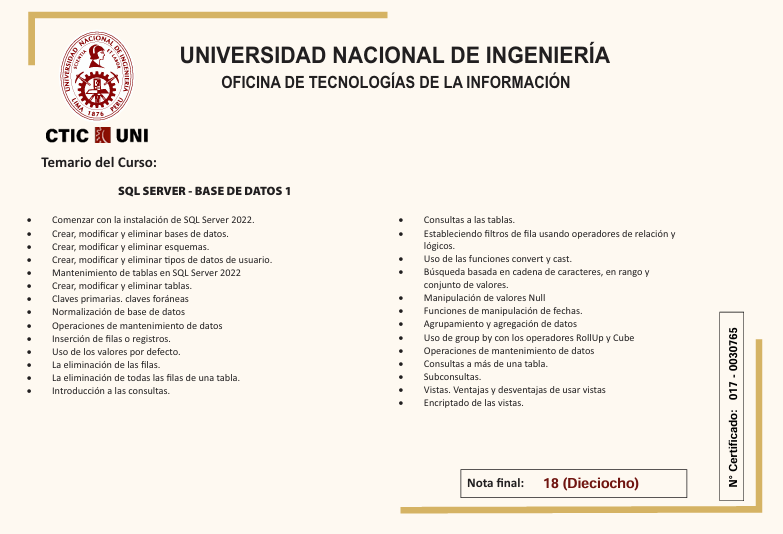 UNIVERSIDAD NACIONAL DE INGENIERÍA
OFICINA DE TECNOLOGÍAS DE LA INFORMACIÓN
UNIVERSIDAD NACIONAL DE INGENIERIA
SCIENTIA ET LABOR
LIMA 1876 PERU
CTIC UNI
Temario del Curso:
SQL SERVER - BASE DE DATOS 1
• Comenzar con la instalación de SQL Server 2022.
• Crear, modificar y eliminar bases de datos.
• Crear, modificar y eliminar esquemas.
• Crear, modificar y eliminar tipos de datos de usuario.
• Mantenimiento de tablas en SQL Server 2022
• Crear, modificar y eliminar tablas.
• Claves primarias. claves foráneas
• Normalización de base de datos
• Operaciones de mantenimiento de datos
• Inserción de filas o registros.
• Uso de los valores por defecto.
• La eliminación de las filas.
• La eliminación de todas las filas de una tabla.
• Introducción a las consultas.
• Consultas a las tablas.
• Estableciendo filtros de fila usando operadores de relación y
lógicos.
• Uso de las funciones convert y cast.
• Búsqueda basada en cadena de caracteres, en rango y
conjunto de valores.
• Manipulación de valores Null
• Funciones de manipulación de fechas.
• Agrupamiento y agregación de datos
• Uso de group by con los operadores RollUp y Cube
• Operaciones de mantenimiento de datos
• Consultas a más de una tabla.
• Subconsultas.
• Vistas. Ventajas y desventajas de usar vistas
• Encriptado de las vistas.
Nota final: 18 (Dieciocho)
N° Certificado: 017 - 0030765